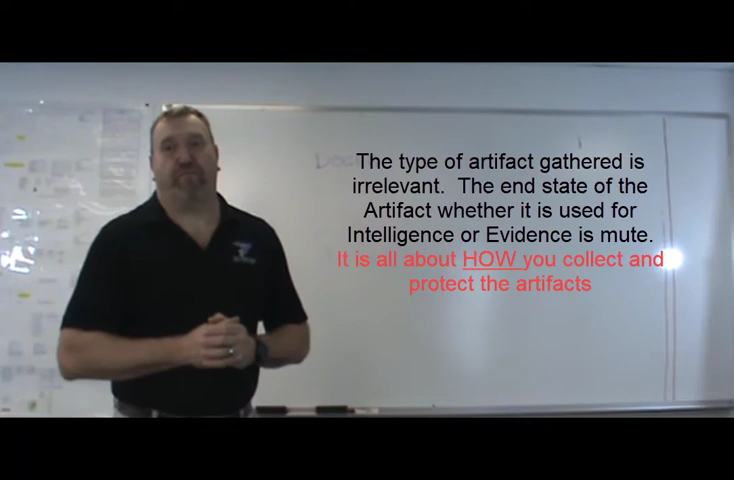 The type of artifact gathered is
irrelevant.  The end state of the
Artifact whether it is used for
Intelligence or Evidence is mute.
It is all about HOW you collect and
protect the artifacts